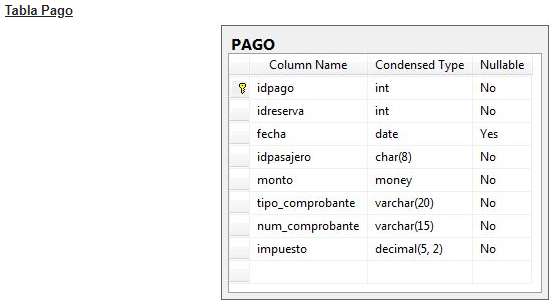 Tabla Pago
PAGO
Column Name Condensed Type Nullable
idpago int No
idreserva int No
fecha date Yes
idpasajero char(8) No
monto money No
tipo_comprobante varchar(20) No
num_comprobante varchar(15) No
impuesto decimal(5, 2) No